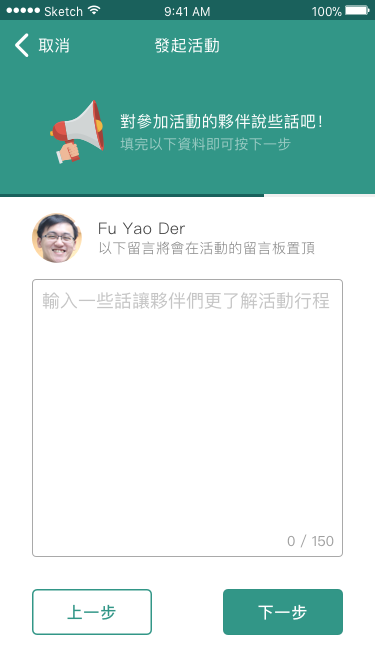 Sketch 9:41 AM 100%
取消 發起活動
對參加活動的夥伴說些話吧!
填完以下資料即可按下一步
Fu Yao Der
以下留言將會在活動的留言板置頂
輸入一些話讓夥伴們更了解活動行程
0 / 150
上一步 下一步